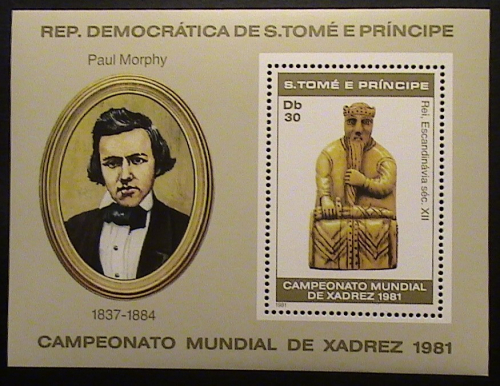 REP. DEMOCRÁTICA DE S.TOMÉ E PRÍNCIPE
Paul Morphy
1837-1884
S. TOMÉ E PRÍNCIPE
Db
30
Rei, Escandinávia séc. XII
CAMPEONATO MUNDIAL
DE XADREZ 1981
1981
CAMPEONATO MUNDIAL DE XADREZ 1981